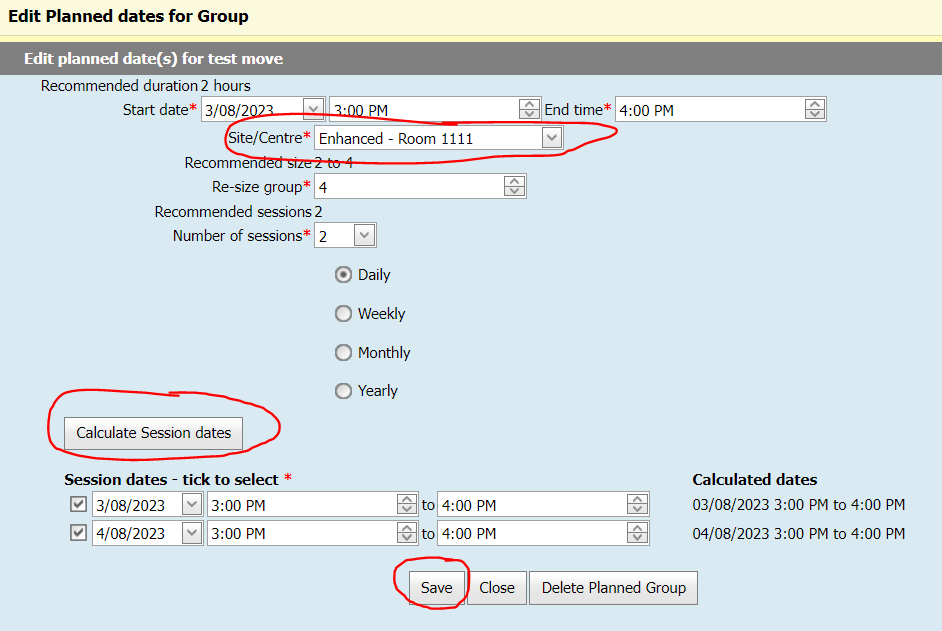 Edit Planned dates for Group
Edit planned date(s) for test move
Recommended duration 2 hours
Start date* 3/08/2023 3:00 PM End time* 4:00 PM
Site/Centre* Enhanced - Room 1111
Recommended size 2 to 4
Re-size group* 4
Recommended sessions 2
Number of sessions* 2
Daily
Weekly
Monthly
Yearly
Calculate Session dates
Session dates - tick to select * Calculated dates
3/08/2023 3:00 PM to 4:00 PM 03/08/2023 3:00 PM to 4:00 PM
4/08/2023 3:00 PM to 4:00 PM 04/08/2023 3:00 PM to 4:00 PM
Save Close Delete Planned Group